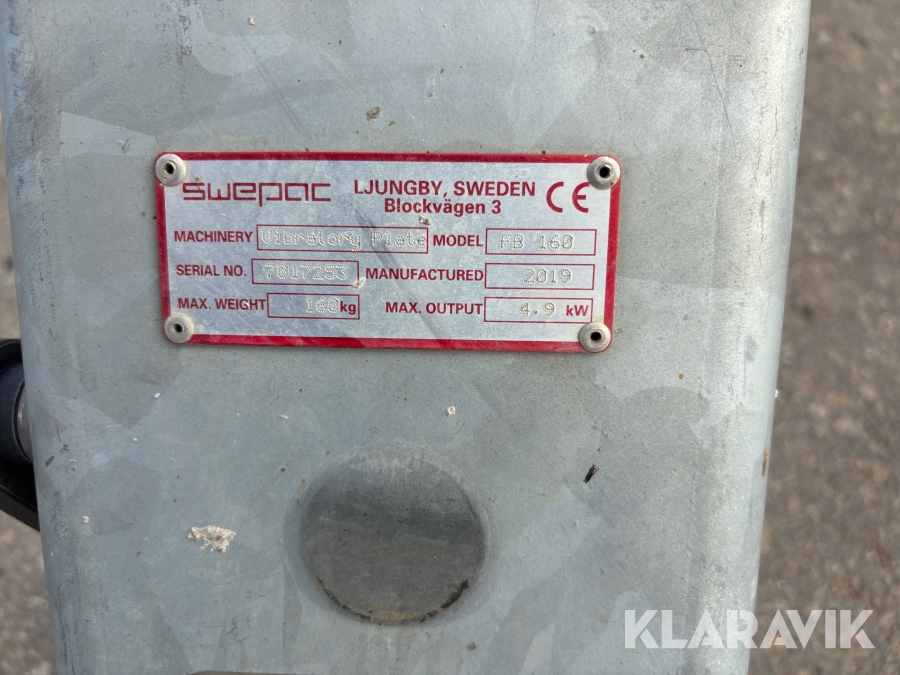 swepac LJUNGBY, SWEDEN CE
Blockvägen 3
MACHINERY Vibratory Plate MODEL FB 160
SERIAL NO. 7017253 MANUFACTURED 2019
MAX. WEIGHT 160kg MAX. OUTPUT 4.9 kW
KLARAVIK